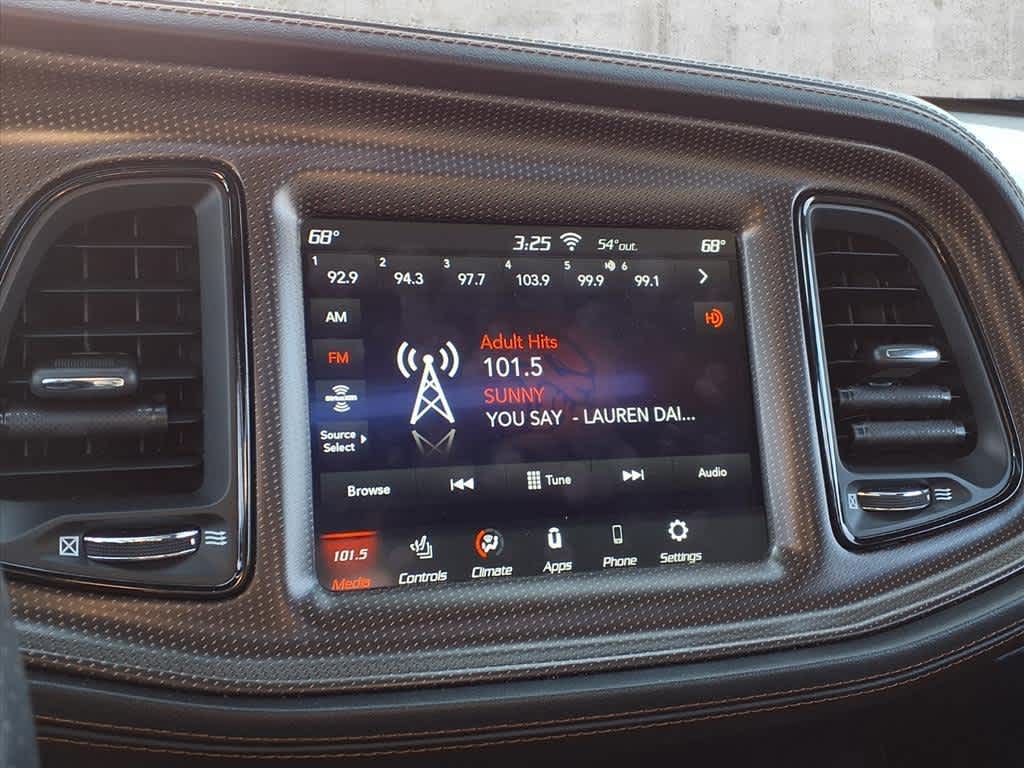 68° 3:25 54°out. 68°
1 92.9 2 94.3 3 97.7 4 103.9 5 99.9 6 99.1
AM
HD
FM
SiriusXM
Source
Select
Adult Hits
101.5
SUNNY
YOU SAY - LAUREN DAI...
Browse Tune Audio
101.5
Media Controls Climate Apps Phone Settings